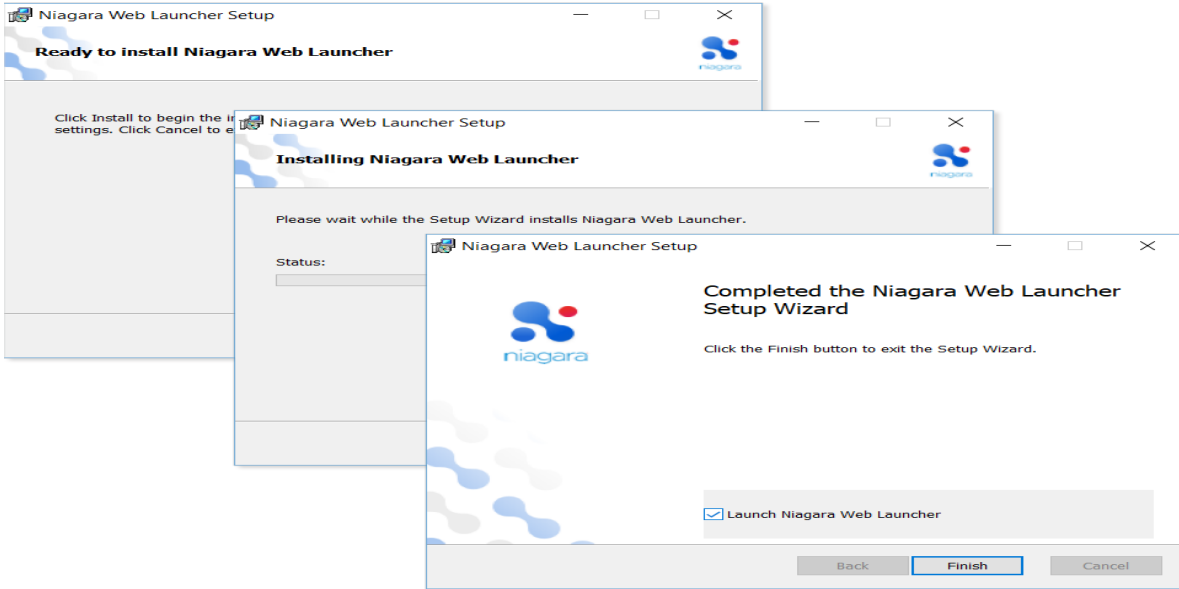 Niagara Web Launcher Setup
Ready to install Niagara Web Launcher
niagara
Click Install to begin the
settings. Click Cancel to
Niagara Web Launcher Setup
Installing Niagara Web Launcher
niagara
Please wait while the Setup Wizard installs Niagara Web Launcher.
Status:
Niagara Web Launcher Setup
niagara
Completed the Niagara Web Launcher
Setup Wizard
Click the Finish button to exit the Setup Wizard.
Launch Niagara Web Launcher
Back
Finish
Cancel